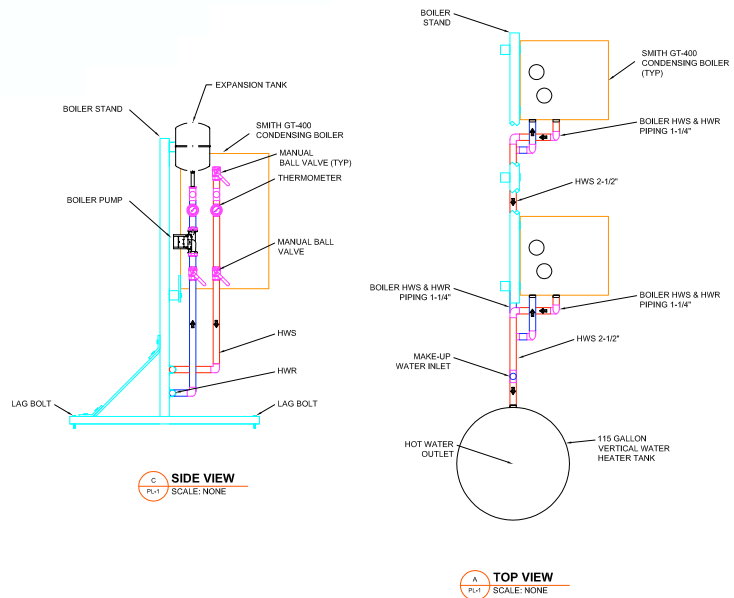 EXPANSION TANK
BOILER STAND
SMITH GT-400
CONDENSING BOILER
MANUAL
BALL VALVE (TYP)
THERMOMETER
BOILER PUMP
MANUAL BALL
VALVE
HWS
HWR
LAG BOLT
LAG BOLT
C
PL-1
SIDE VIEW
SCALE: NONE
BOILER
STAND
SMITH GT-400
CONDENSING BOILER
(TYP)
BOILER HWS & HWR
PIPING 1-1/4"
HWS 2-1/2"
BOILER HWS & HWR
PIPING 1-1/4"
BOILER HWS & HWR
PIPING 1-1/4"
HWS 2-1/2"
MAKE-UP
WATER INLET
HOT WATER
OUTLET
115 GALLON
VERTICAL WATER
HEATER TANK
A
PL-1
TOP VIEW
SCALE: NONE